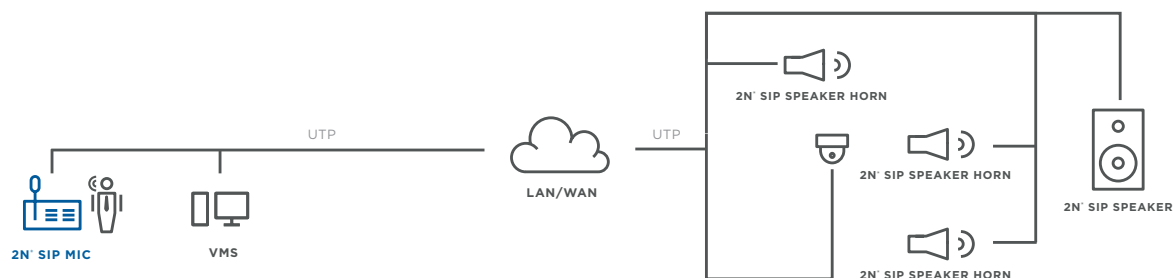 UTP
UTP
2N° SIP SPEAKER HORN
2N° SIP SPEAKER HORN
LAN/WAN
2N° SIP SPEAKER
2N° SIP MIC
VMS
2N° SIP SPEAKER HORN